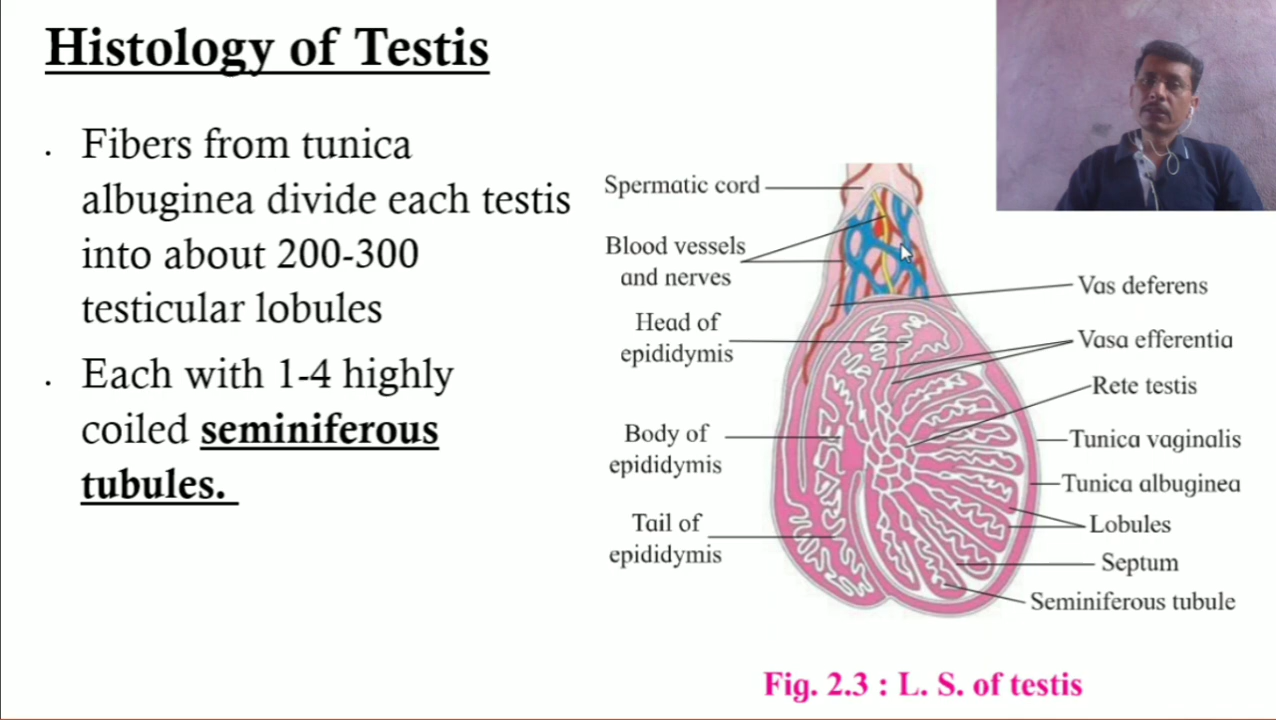 Histology of Testis
. Fibers from tunica
albuginea divide each testis
into about 200-300
testicular lobules
. Each with 1-4 highly
coiled seminiferous
tubules.
Spermatic cord
Blood vessels
and nerves
Head of
epididymis
Body of
epididymis
Tail of
epididymis
Vas deferens
Vasa efferentia
Rete testis
Tunica vaginalis
Tunica albuginea
Lobules
Septum
Seminiferous tubule
Fig. 2.3 : L. S. of testis